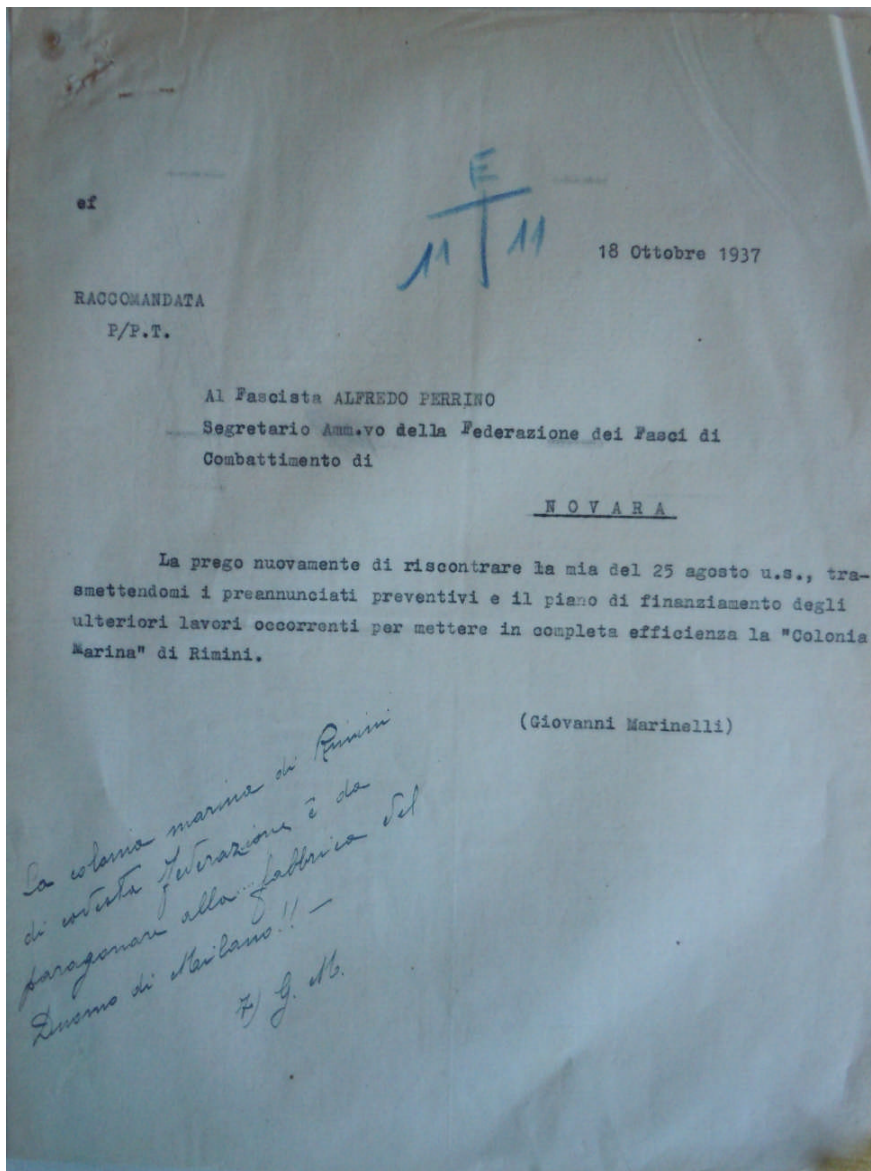 E
11 11
ef
18 Ottobre 1937
RACCOMANDATA
P/P.T.
Al Fascista ALFREDO PERRINO
Segretario Amm.vo della Federazione dei Fasci di
Combattimento di
NOVARA
La prego nuovamente di riscontrare la mia del 25 agosto u.s., tra-
smettendomi i preannunciati preventivi e il piano di finanziamento degli
ulteriori lavori occorrenti per mettere in completa efficienza la "Colonia
Marina" di Rimini.
(Giovanni Marinelli)
La colonia marina di Rimini
di codesta Federazione è da
paragonare alla fabbrica del
Duomo di Milano!! —
G. M.